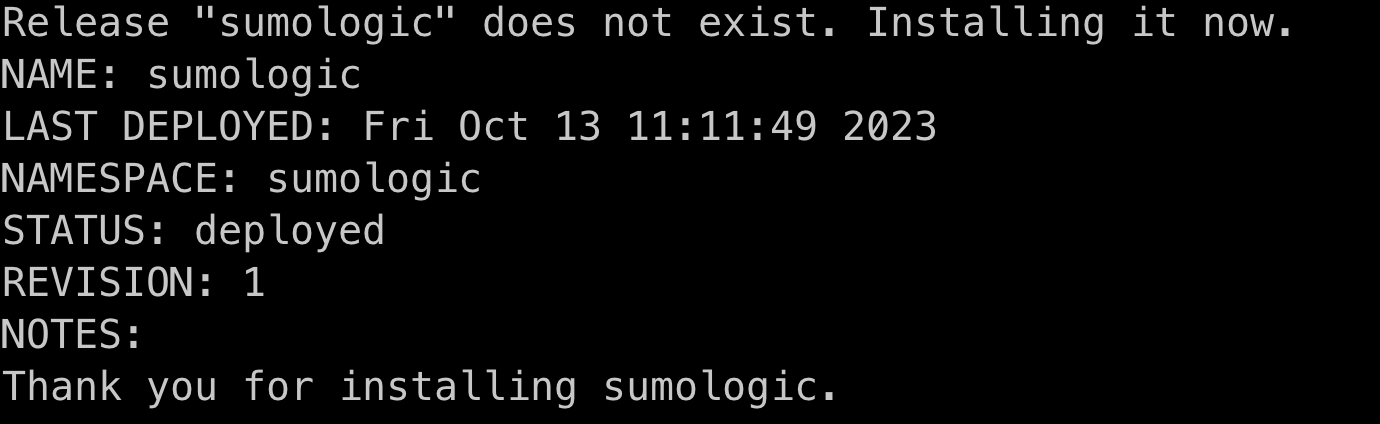 Release "sumologic" does not exist. Installing it now.
NAME: sumologic
LAST DEPLOYED: Fri Oct 13 11:11:49 2023
NAMESPACE: sumologic
STATUS: deployed
REVISION: 1
NOTES:
Thank you for installing sumologic.